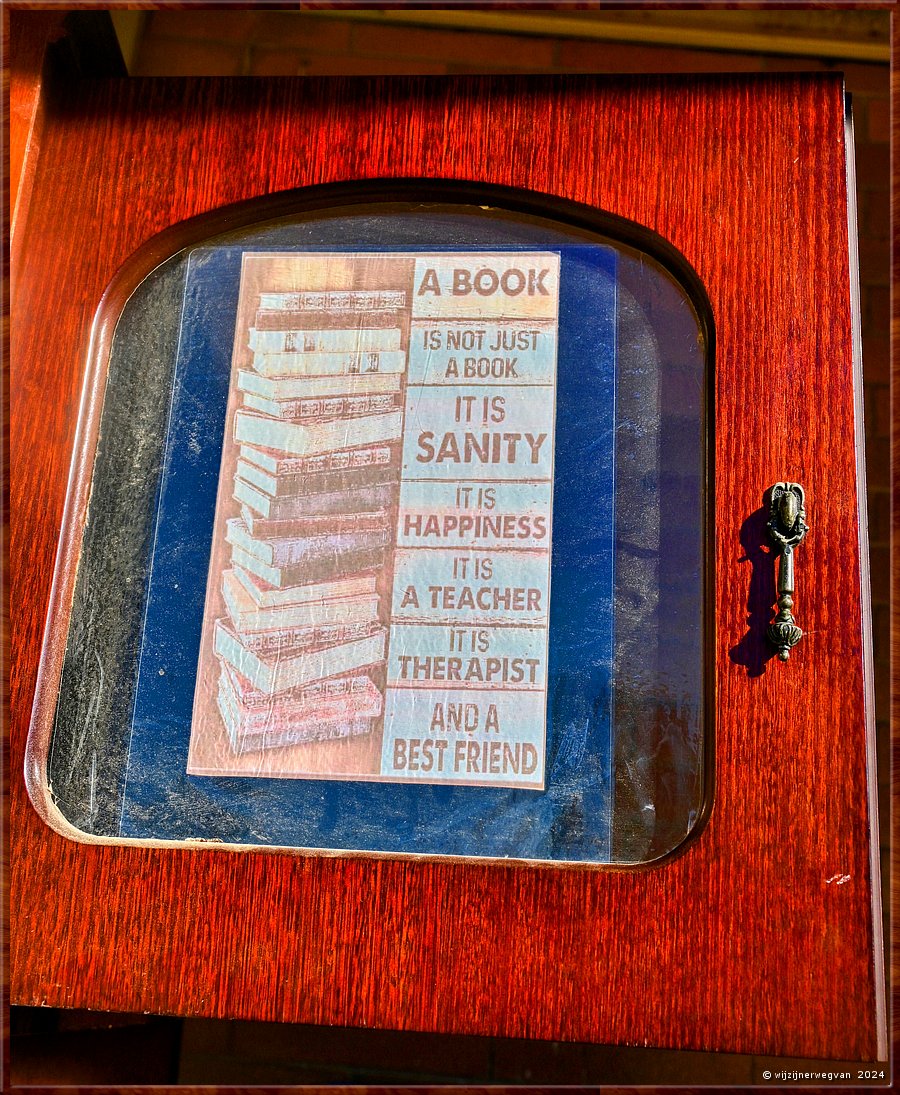 A BOOK
IS NOT JUST
A BOOK
IT IS
SANITY
IT IS
HAPPINESS
IT IS
A TEACHER
IT IS
THERAPIST
AND A
BEST FRIEND
© wijzijnerwegvan 2024